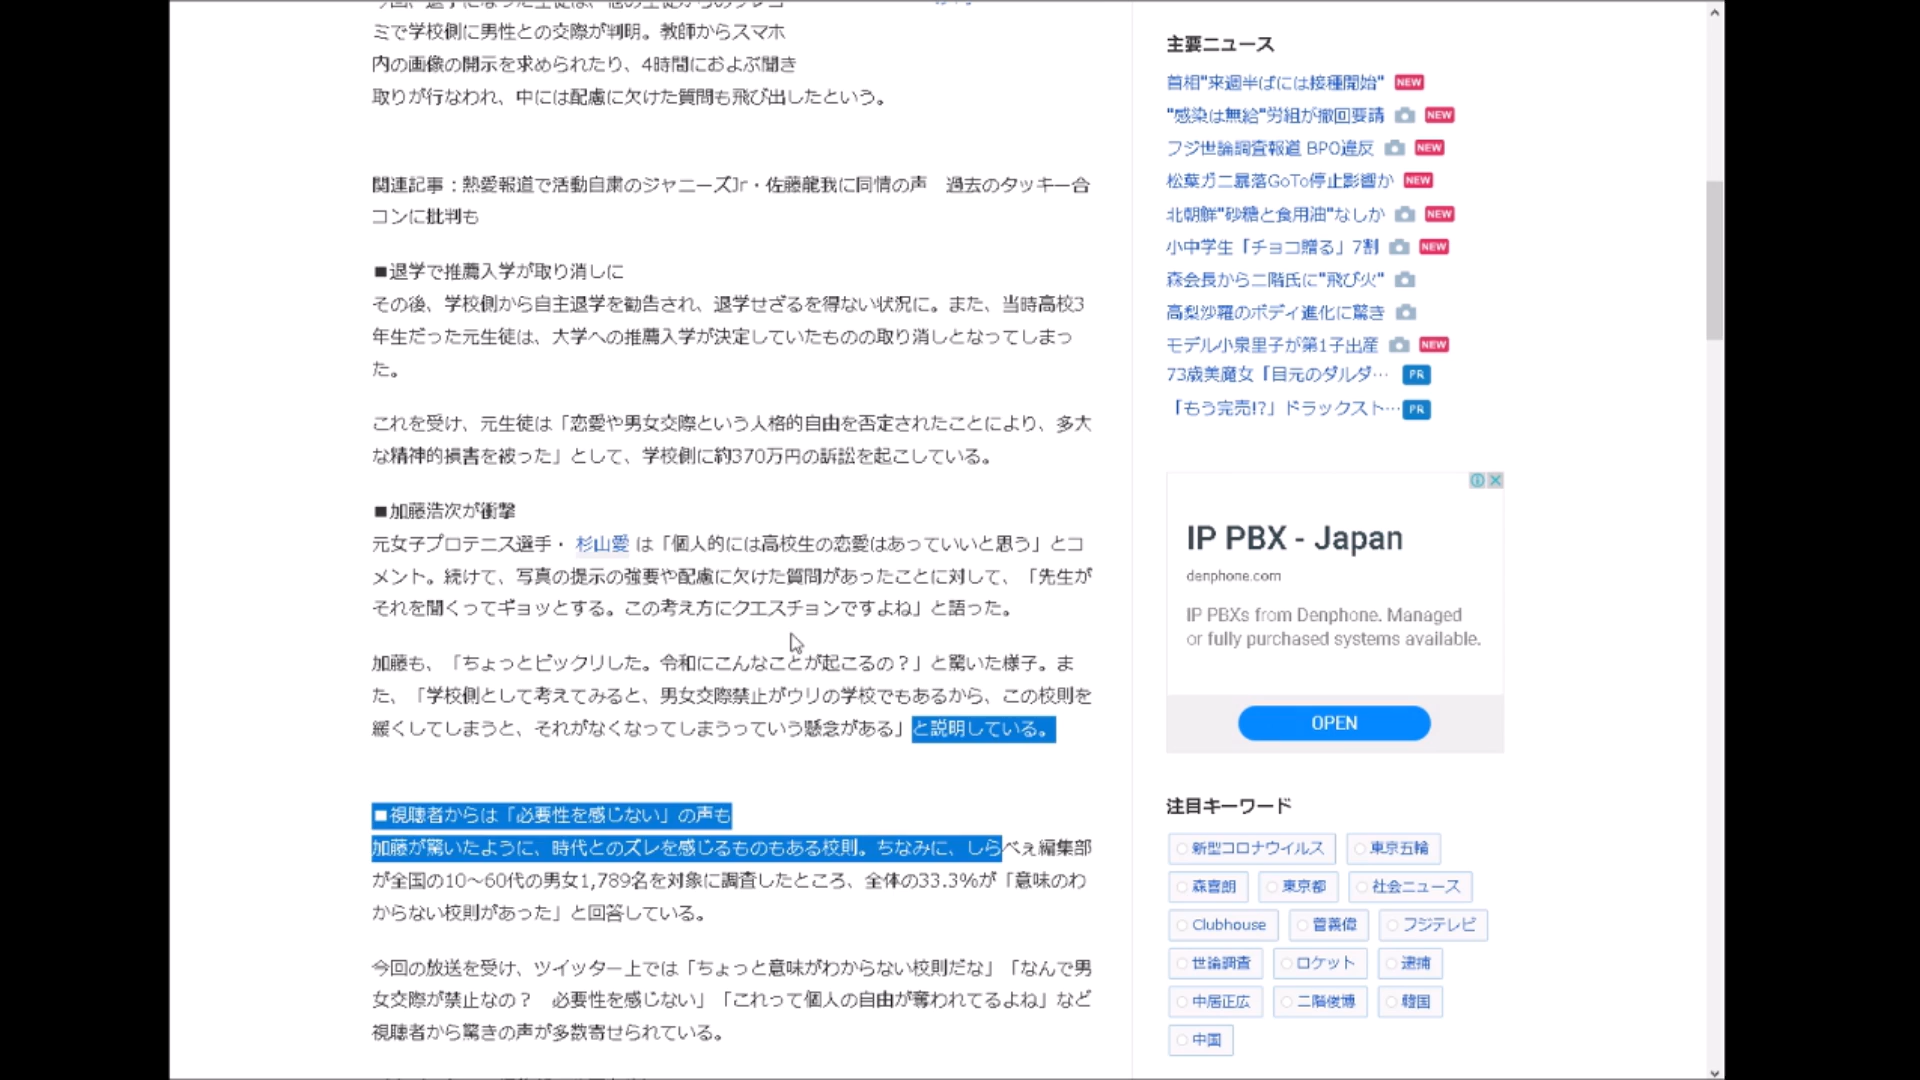 ミで学校側に男性との交際が判明。教師からスマホ
内の画像の開示を求められたり、4時間におよぶ聞き
取りが行なわれ、中には配慮に欠けた質問も飛び出したという。
関連記事：熱愛報道で活動自粛のジャニーズJr・佐藤龍我に同情の声　過去のタッキー合
コンに批判も
■退学で推薦入学が取り消しに
その後、学校側から自主退学を勧告され、退学せざるを得ない状況に。また、当時高校3
年生だった元生徒は、大学への推薦入学が決定していたものの取り消しとなってしまっ
た。
これを受け、元生徒は「恋愛や男女交際という人格的自由を否定されたことにより、多大
な精神的損害を被った」として、学校側に約370万円の訴訟を起こしている。
■加藤浩次が衝撃
元女子プロテニス選手・ 杉山愛 は「個人的には高校生の恋愛はあっていいと思う」とコ
メント。続けて、写真の提示の強要や配慮に欠けた質問があったことに対して、「先生が
それを聞くってギョッとする。この考え方にクエスチョンですよね」と語った。
加藤も、「ちょっとビックリした。令和にこんなことが起こるの？」と驚いた様子。ま
た、「学校側として考えてみると、男女交際禁止がウリの学校でもあるから、この校則を
緩くしてしまうと、それがなくなってしまうっていう懸念がある」と説明している。
■視聴者からは「必要性を感じない」の声も
加藤が驚いたように、時代とのズレを感じるものもある校則。ちなみに、しらべぇ編集部
が全国の10〜60代の男女1,789名を対象に調査したところ、全体の33.3%が「意味のわ
からない校則があった」と回答している。
今回の放送を受け、ツイッター上では「ちょっと意味がわからない校則だな」「なんで男
女交際が禁止なの？　必要性を感じない」「これって個人の自由が奪われてるよね」など
視聴者から驚きの声が多数寄せられている。
主要ニュース
首相"来週半ばには接種開始" NEW
"感染は無給"労組が撤回要請 NEW
フジ世論調査報道 BPO違反 NEW
松葉ガニ暴落GoTo停止影響か NEW
北朝鮮"砂糖と食用油"なしか NEW
小中学生「チョコ贈る」7割 NEW
森会長から二階氏に"飛び火"
高梨沙羅のボディ進化に驚き
モデル小泉里子が第1子出産 NEW
73歳美魔女「目元のダルダ… PR
「もう完売!?」ドラックスト… PR
IP PBX - Japan
denphone.com
IP PBXs from Denphone. Managed
or fully purchased systems available.
OPEN
注目キーワード
新型コロナウイルス 東京五輪
森喜朗 東京都 社会ニュース
Clubhouse 菅義偉 フジテレビ
世論調査 ロケット 逮捕
中居正広 二階俊博 韓国
中国